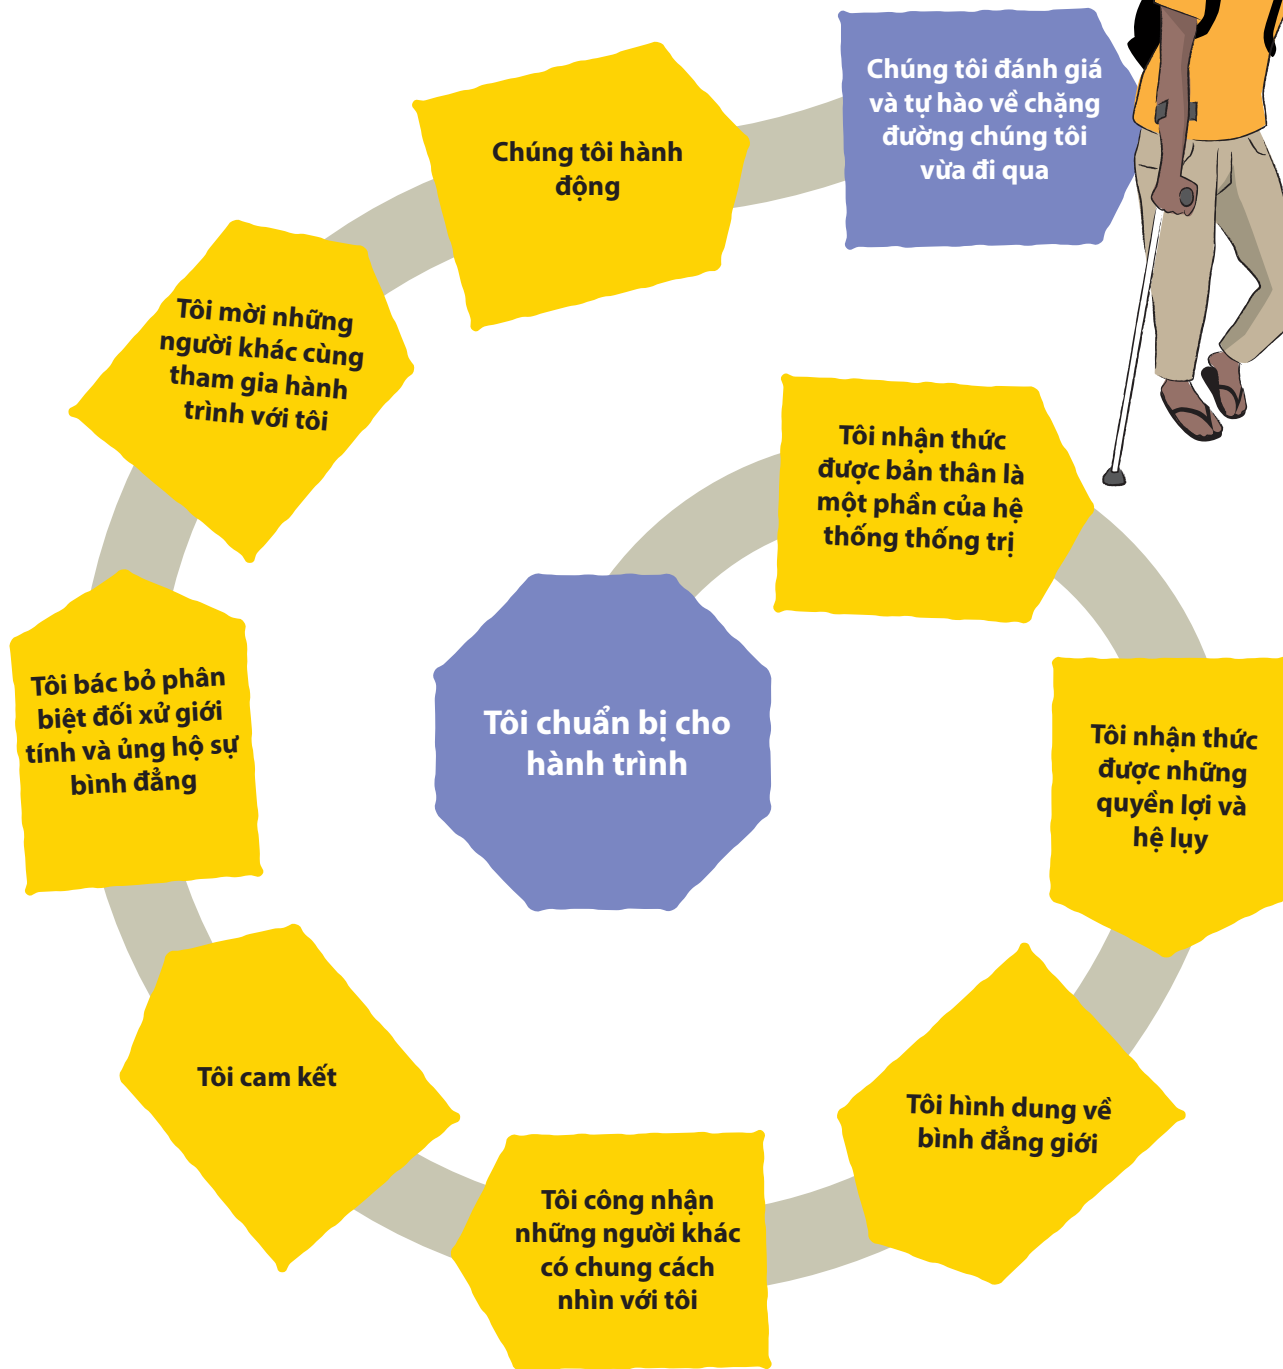 Chúng tôi đánh giá
và tự hào về chặng
đường chúng tôi
vừa đi qua
Chúng tôi hành
động
Tôi mời những
người khác cùng
tham gia hành
trình với tôi
Tôi nhận thức
được bản thân là
một phần của hệ
thống thống trị
Tôi bác bỏ phân
biệt đối xử giới
tính và ủng hộ sự
bình đẳng
Tôi chuẩn bị cho
hành trình
Tôi nhận thức
được những
quyền lợi và
hệ lụy
Tôi cam kết
Tôi hình dung về
bình đẳng giới
Tôi công nhận
những người khác
có chung cách
nhìn với tôi